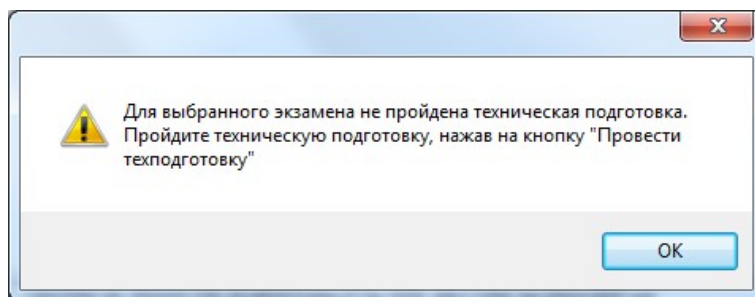 Для выбранного экзамена не пройдена техническая подготовка.
Пройдите техническую подготовку, нажав на кнопку "Провести
техподготовку"
OK